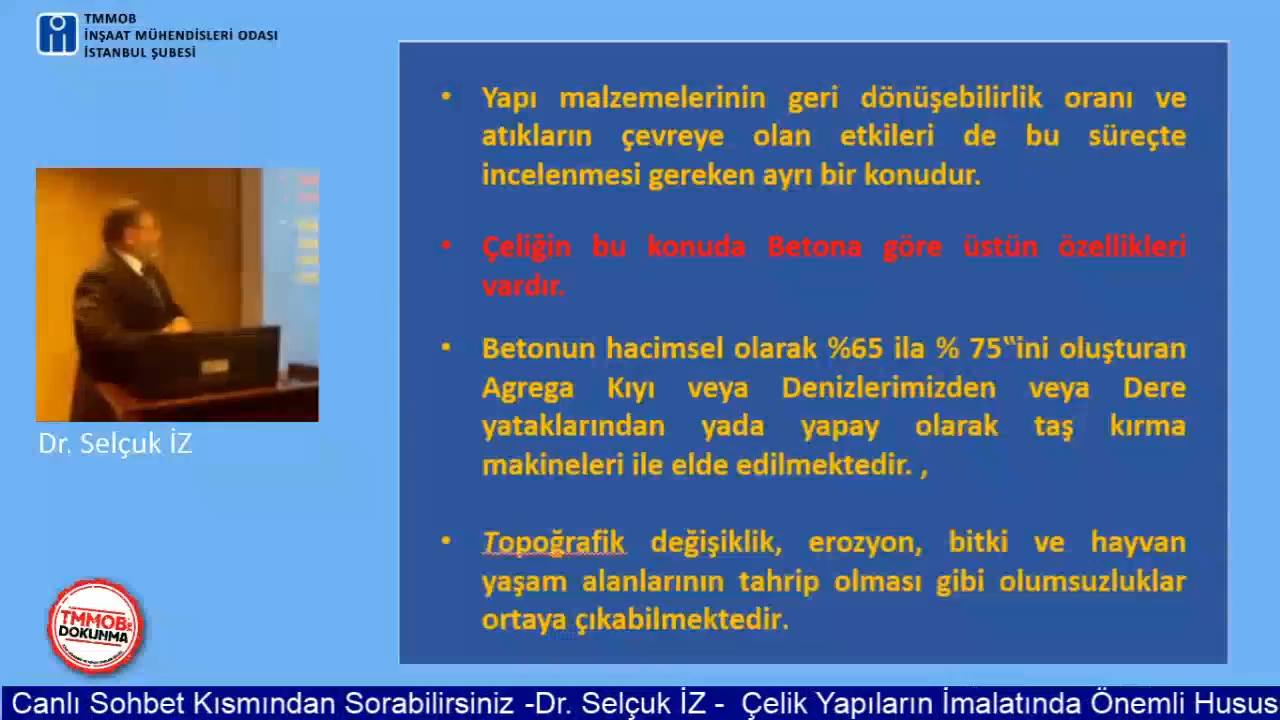 TMMOB
İNŞAAT MÜHENDİSLERİ ODASI
İSTANBUL ŞUBESİ
• Yapı malzemelerinin geri dönüşebilirlik oranı ve
atıkların çevreye olan etkileri de bu süreçte
incelenmesi gereken ayrı bir konudur.
• Çeliğin bu konuda Betona göre üstün özellikleri
vardır.
• Betonun hacimsel olarak %65 ila % 75‟ini oluşturan
Agrega Kıyı veya Denizlerimizden veya Dere
yataklarından yada yapay olarak taş kırma
makineleri ile elde edilmektedir. ,
• Topoğrafik değişiklik, erozyon, bitki ve hayvan
yaşam alanlarının tahrip olması gibi olumsuzluklar
ortaya çıkabilmektedir.
Dr. Selçuk İZ
TMMOB'a
DOKUNMA
Canlı Sohbet Kısmından Sorabilirsiniz -Dr. Selçuk İZ - Çelik Yapıların İmalatında Önemli Husus